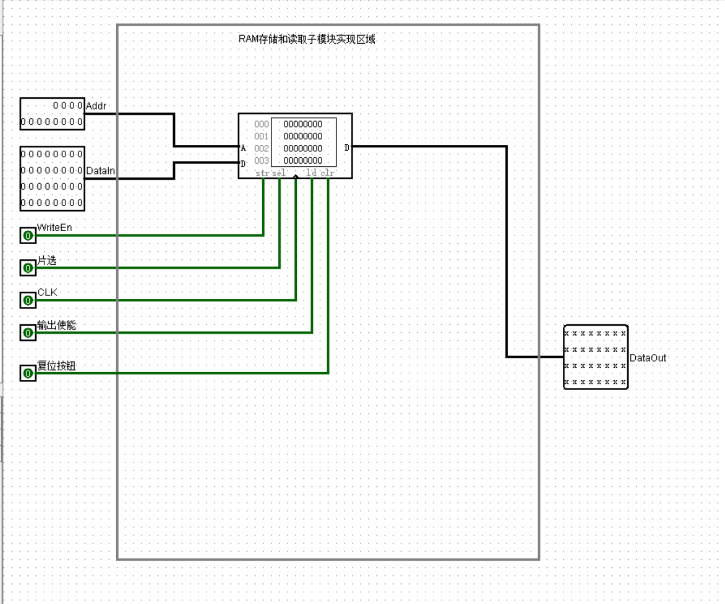 RAM存储和读取子模块实现区域
0 0 0 0 Addr
0 0 0 0 0 0 0 0
0 0 0 0 0 0 0 0
0 0 0 0 0 0 0 0 DataIn
0 0 0 0 0 0 0 0
0 0 0 0 0 0 0 0
000 00000000
001 00000000
A 002 00000000 D
D 003 00000000
str sel ld clr
0 WriteEn
0 片选
0 CLK
0 输出使能
0 复位按钮
x x x x x x x x
x x x x x x x x DataOut
x x x x x x x x
x x x x x x x x